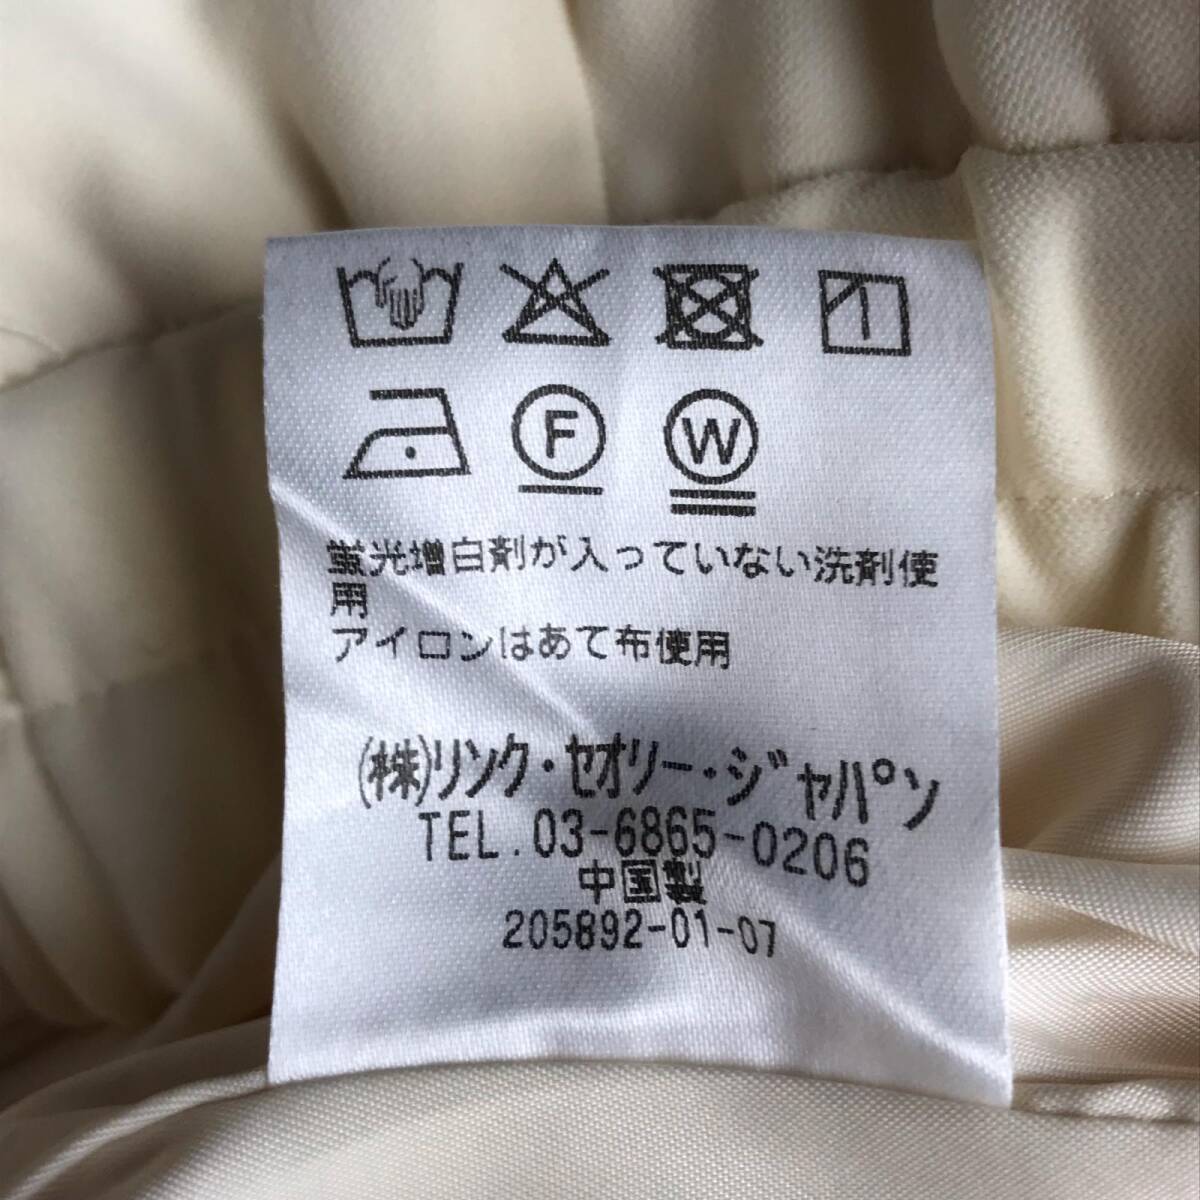 F W
蛍光増白剤が入っていない洗剤使
用
アイロンはあて布使用
(株)リンク・セオリー・ジャパン
TEL.03-6865-0206
中国製
205892-01-07